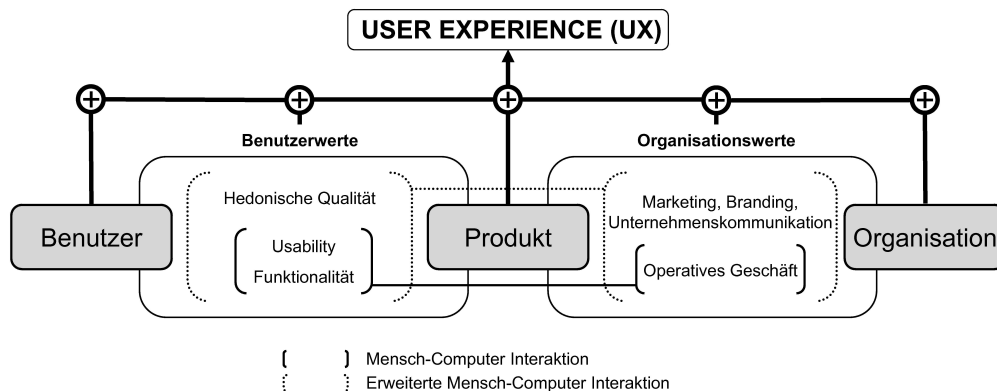 USER EXPERIENCE (UX)
Benutzerwerte
Organisationswerte
Hedonische Qualität
Marketing, Branding,
Unternehmenskommunikation
Benutzer
Produkt
Organisation
Usability
Funktionalität
Operatives Geschäft
Mensch-Computer Interaktion
Erweiterte Mensch-Computer Interaktion